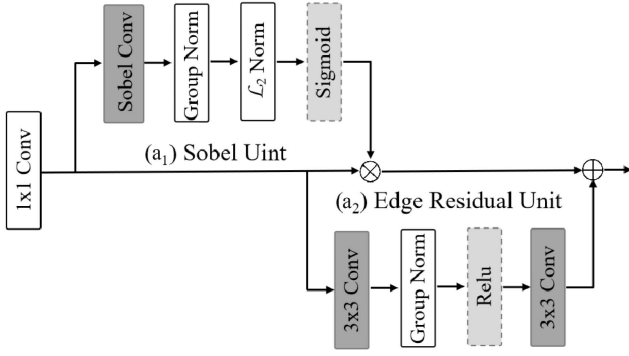 1x1 Conv
Sobel Conv
Group Norm
ℒ₂ Norm
Sigmoid
(a₁) Sobel Uint
(a₂) Edge Residual Unit
3x3 Conv
Group Norm
Relu
3x3 Conv